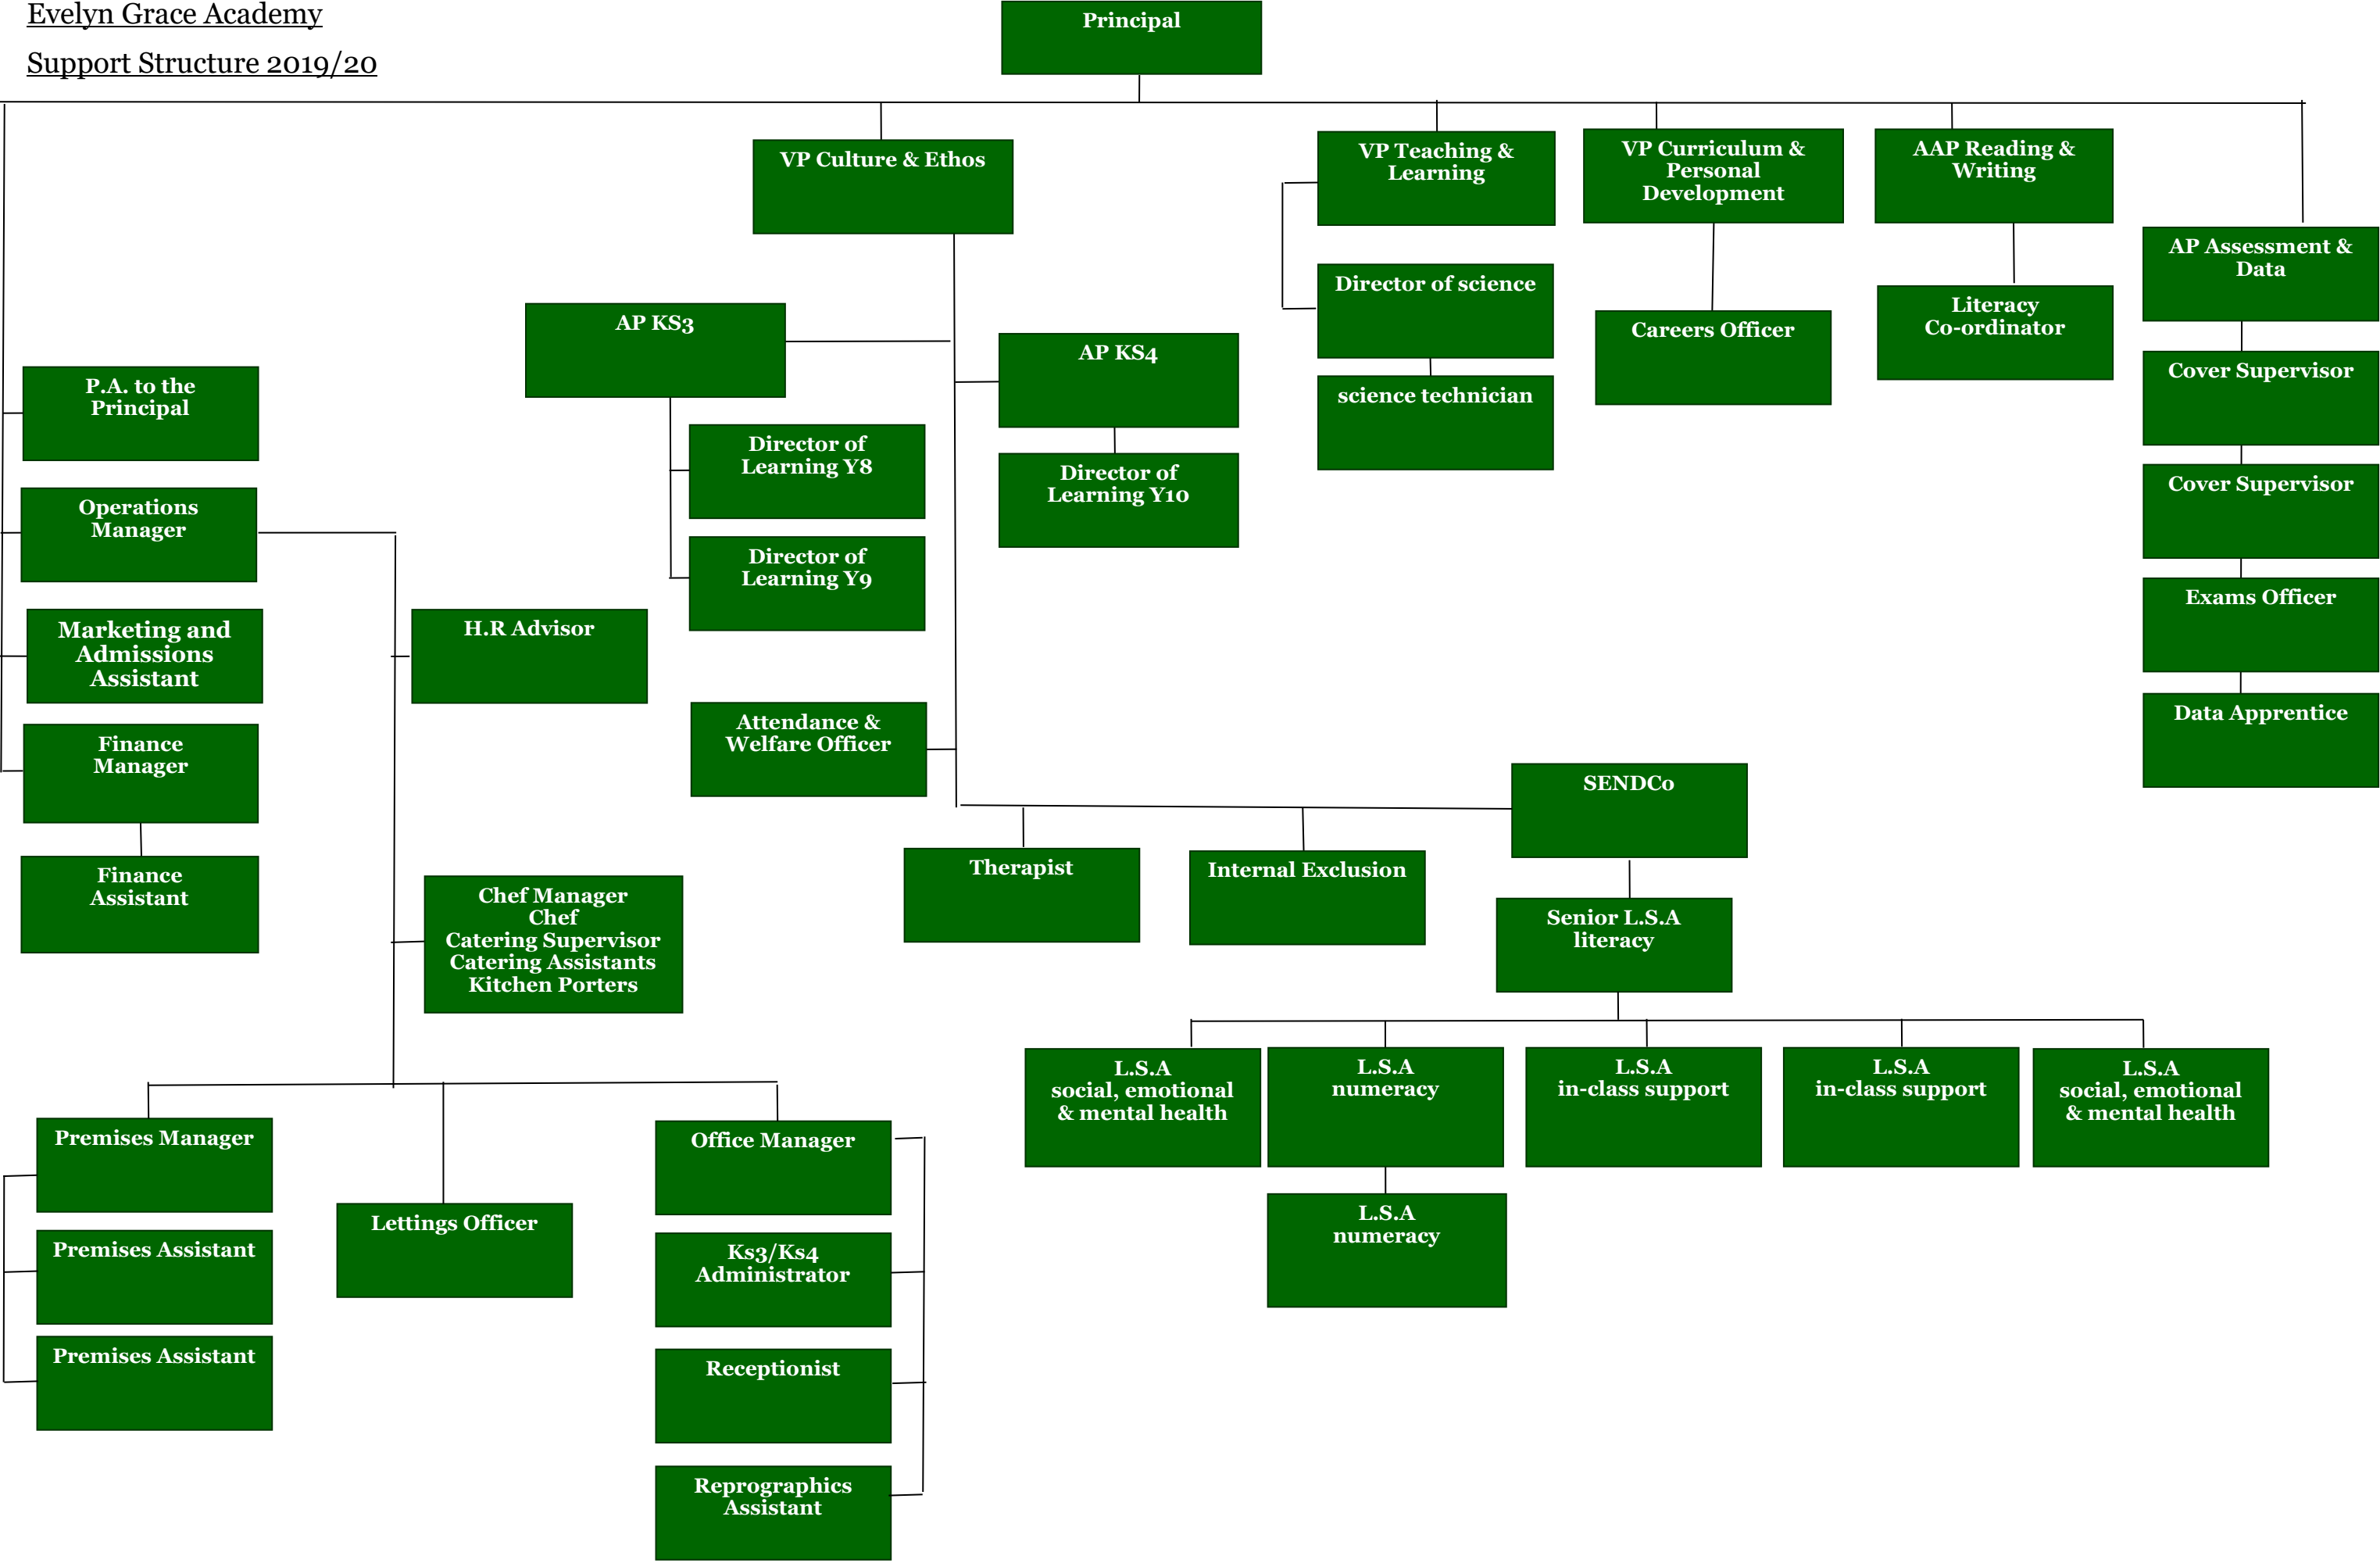 Evelyn Grace Academy
Support Structure 2019/20
Principal
VP Culture & Ethos
VP Teaching &
Learning
VP Curriculum &
Personal
Development
AAP Reading &
Writing
AP Assessment &
Data
Director of science
Literacy
Co-ordinator
AP KS3
Careers Officer
AP KS4
Cover Supervisor
P.A. to the
Principal
science technician
Director of
Learning Y8
Director of
Learning Y10
Cover Supervisor
Operations
Manager
Director of
Learning Y9
Exams Officer
Marketing and
Admissions
Assistant
H.R Advisor
Data Apprentice
Attendance &
Welfare Officer
Finance
Manager
SENDCo
Therapist
Internal Exclusion
Finance
Assistant
Chef Manager
Chef
Catering Supervisor
Catering Assistants
Kitchen Porters
Senior L.S.A
literacy
L.S.A
social, emotional
& mental health
L.S.A
numeracy
L.S.A
in-class support
L.S.A
in-class support
L.S.A
social, emotional
& mental health
Premises Manager
Office Manager
Lettings Officer
L.S.A
numeracy
Premises Assistant
Ks3/Ks4
Administrator
Premises Assistant
Receptionist
Reprographics
Assistant